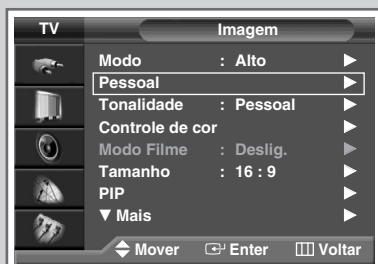 TV Imagem
Modo : Alto
Pessoal
Tonalidade : Pessoal
Controle de cor
Modo Filme : Deslig.
Tamanho : 16 : 9
PIP
▼ Mais
Mover Enter Voltar